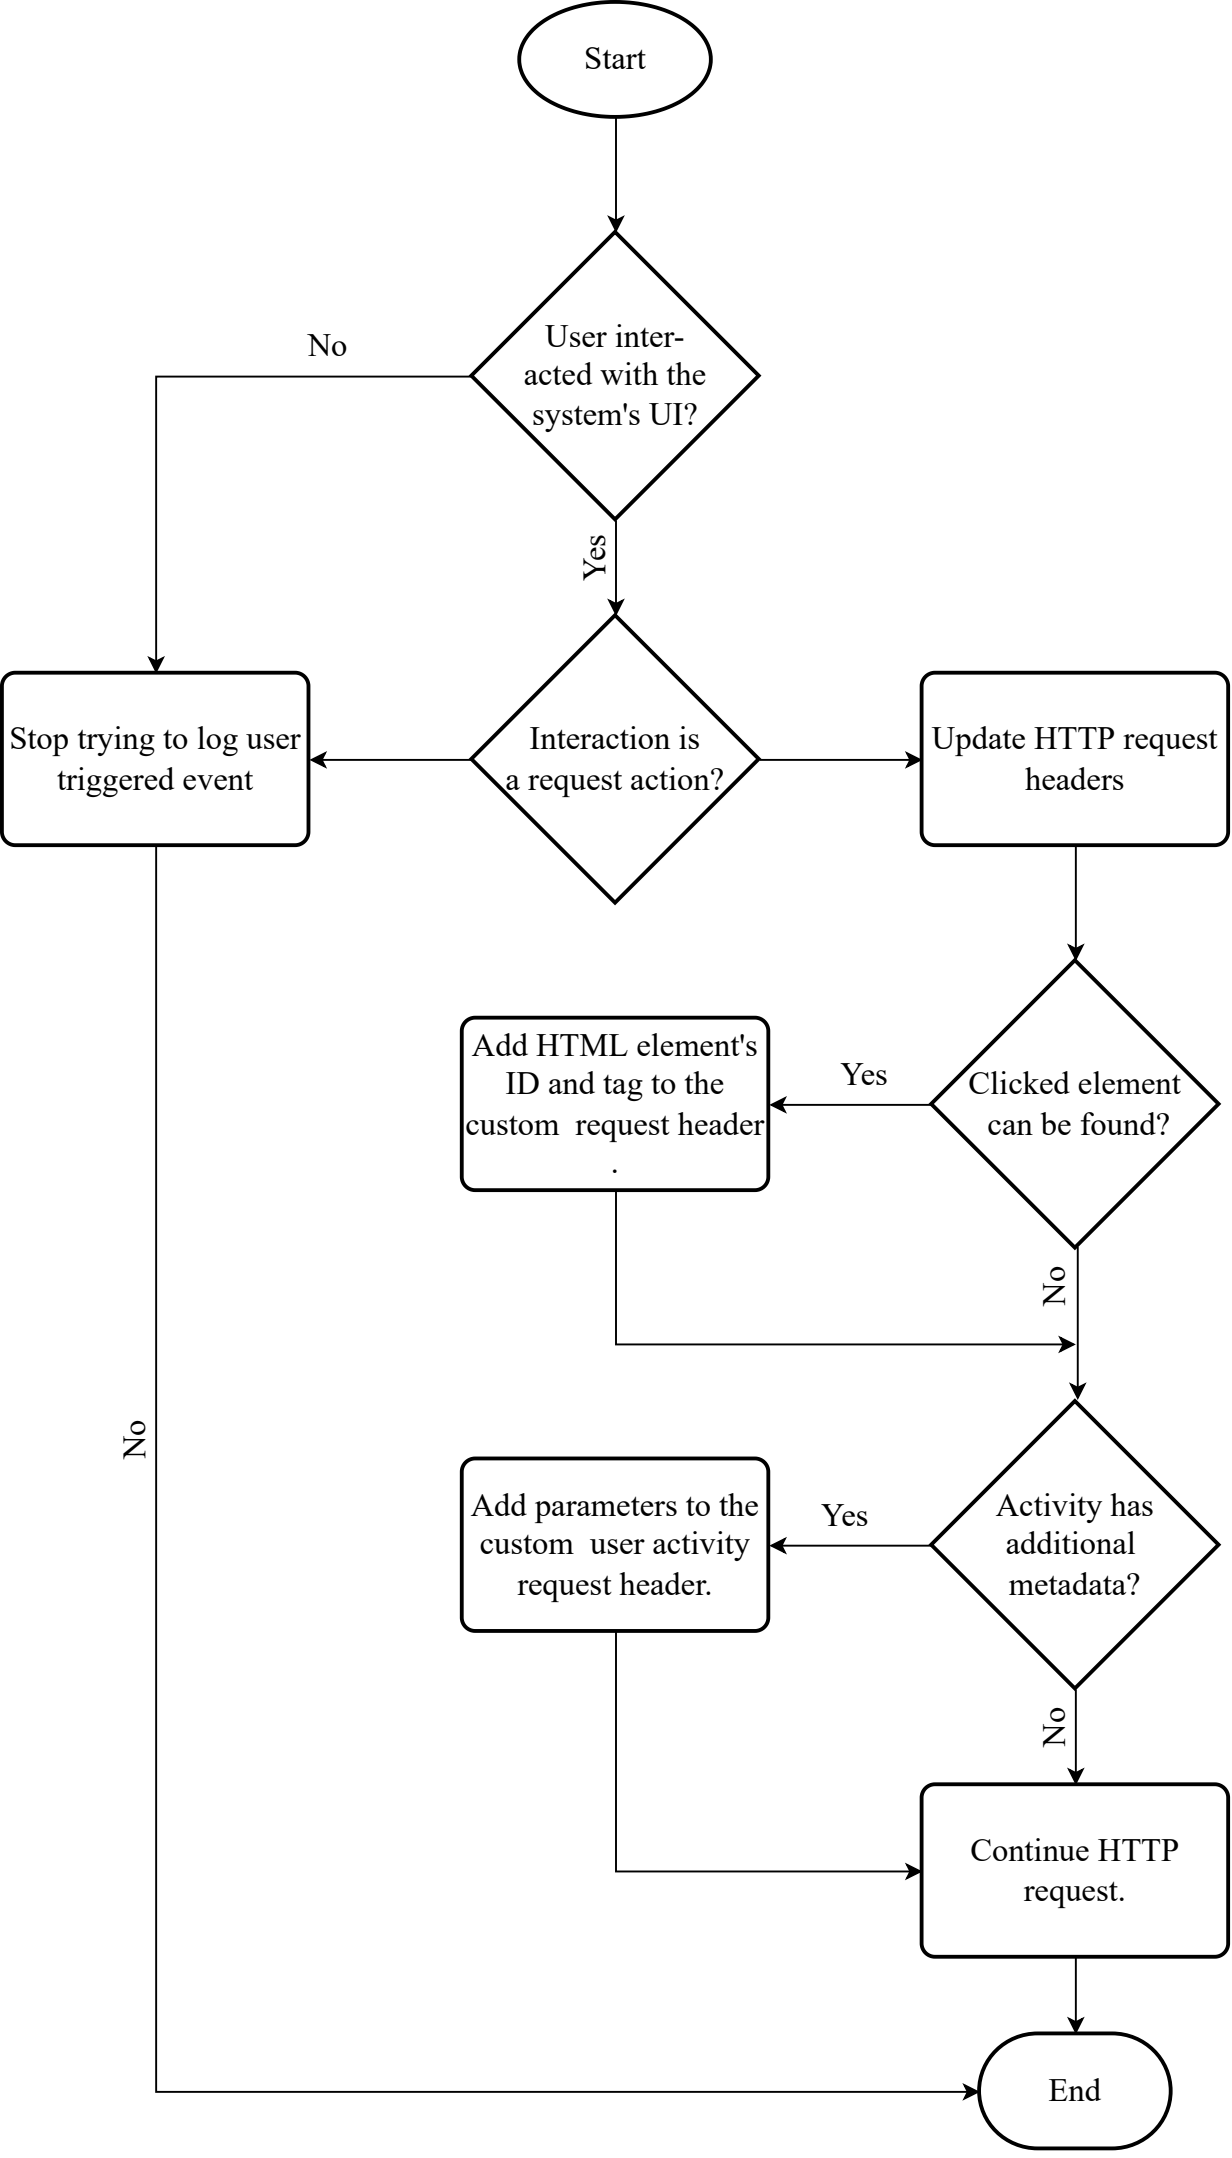 Start
User inter-
acted with the
system's UI?
No
Yes
Stop trying to log user
triggered event
Interaction is
a request action?
Update HTTP request
headers
Add HTML element's
ID and tag to the
custom  request header
.
Yes
Clicked element
can be found?
No
No
Add parameters to the
custom  user activity
request header.
Yes
Activity has
additional
metadata?
No
Continue HTTP
request.
End